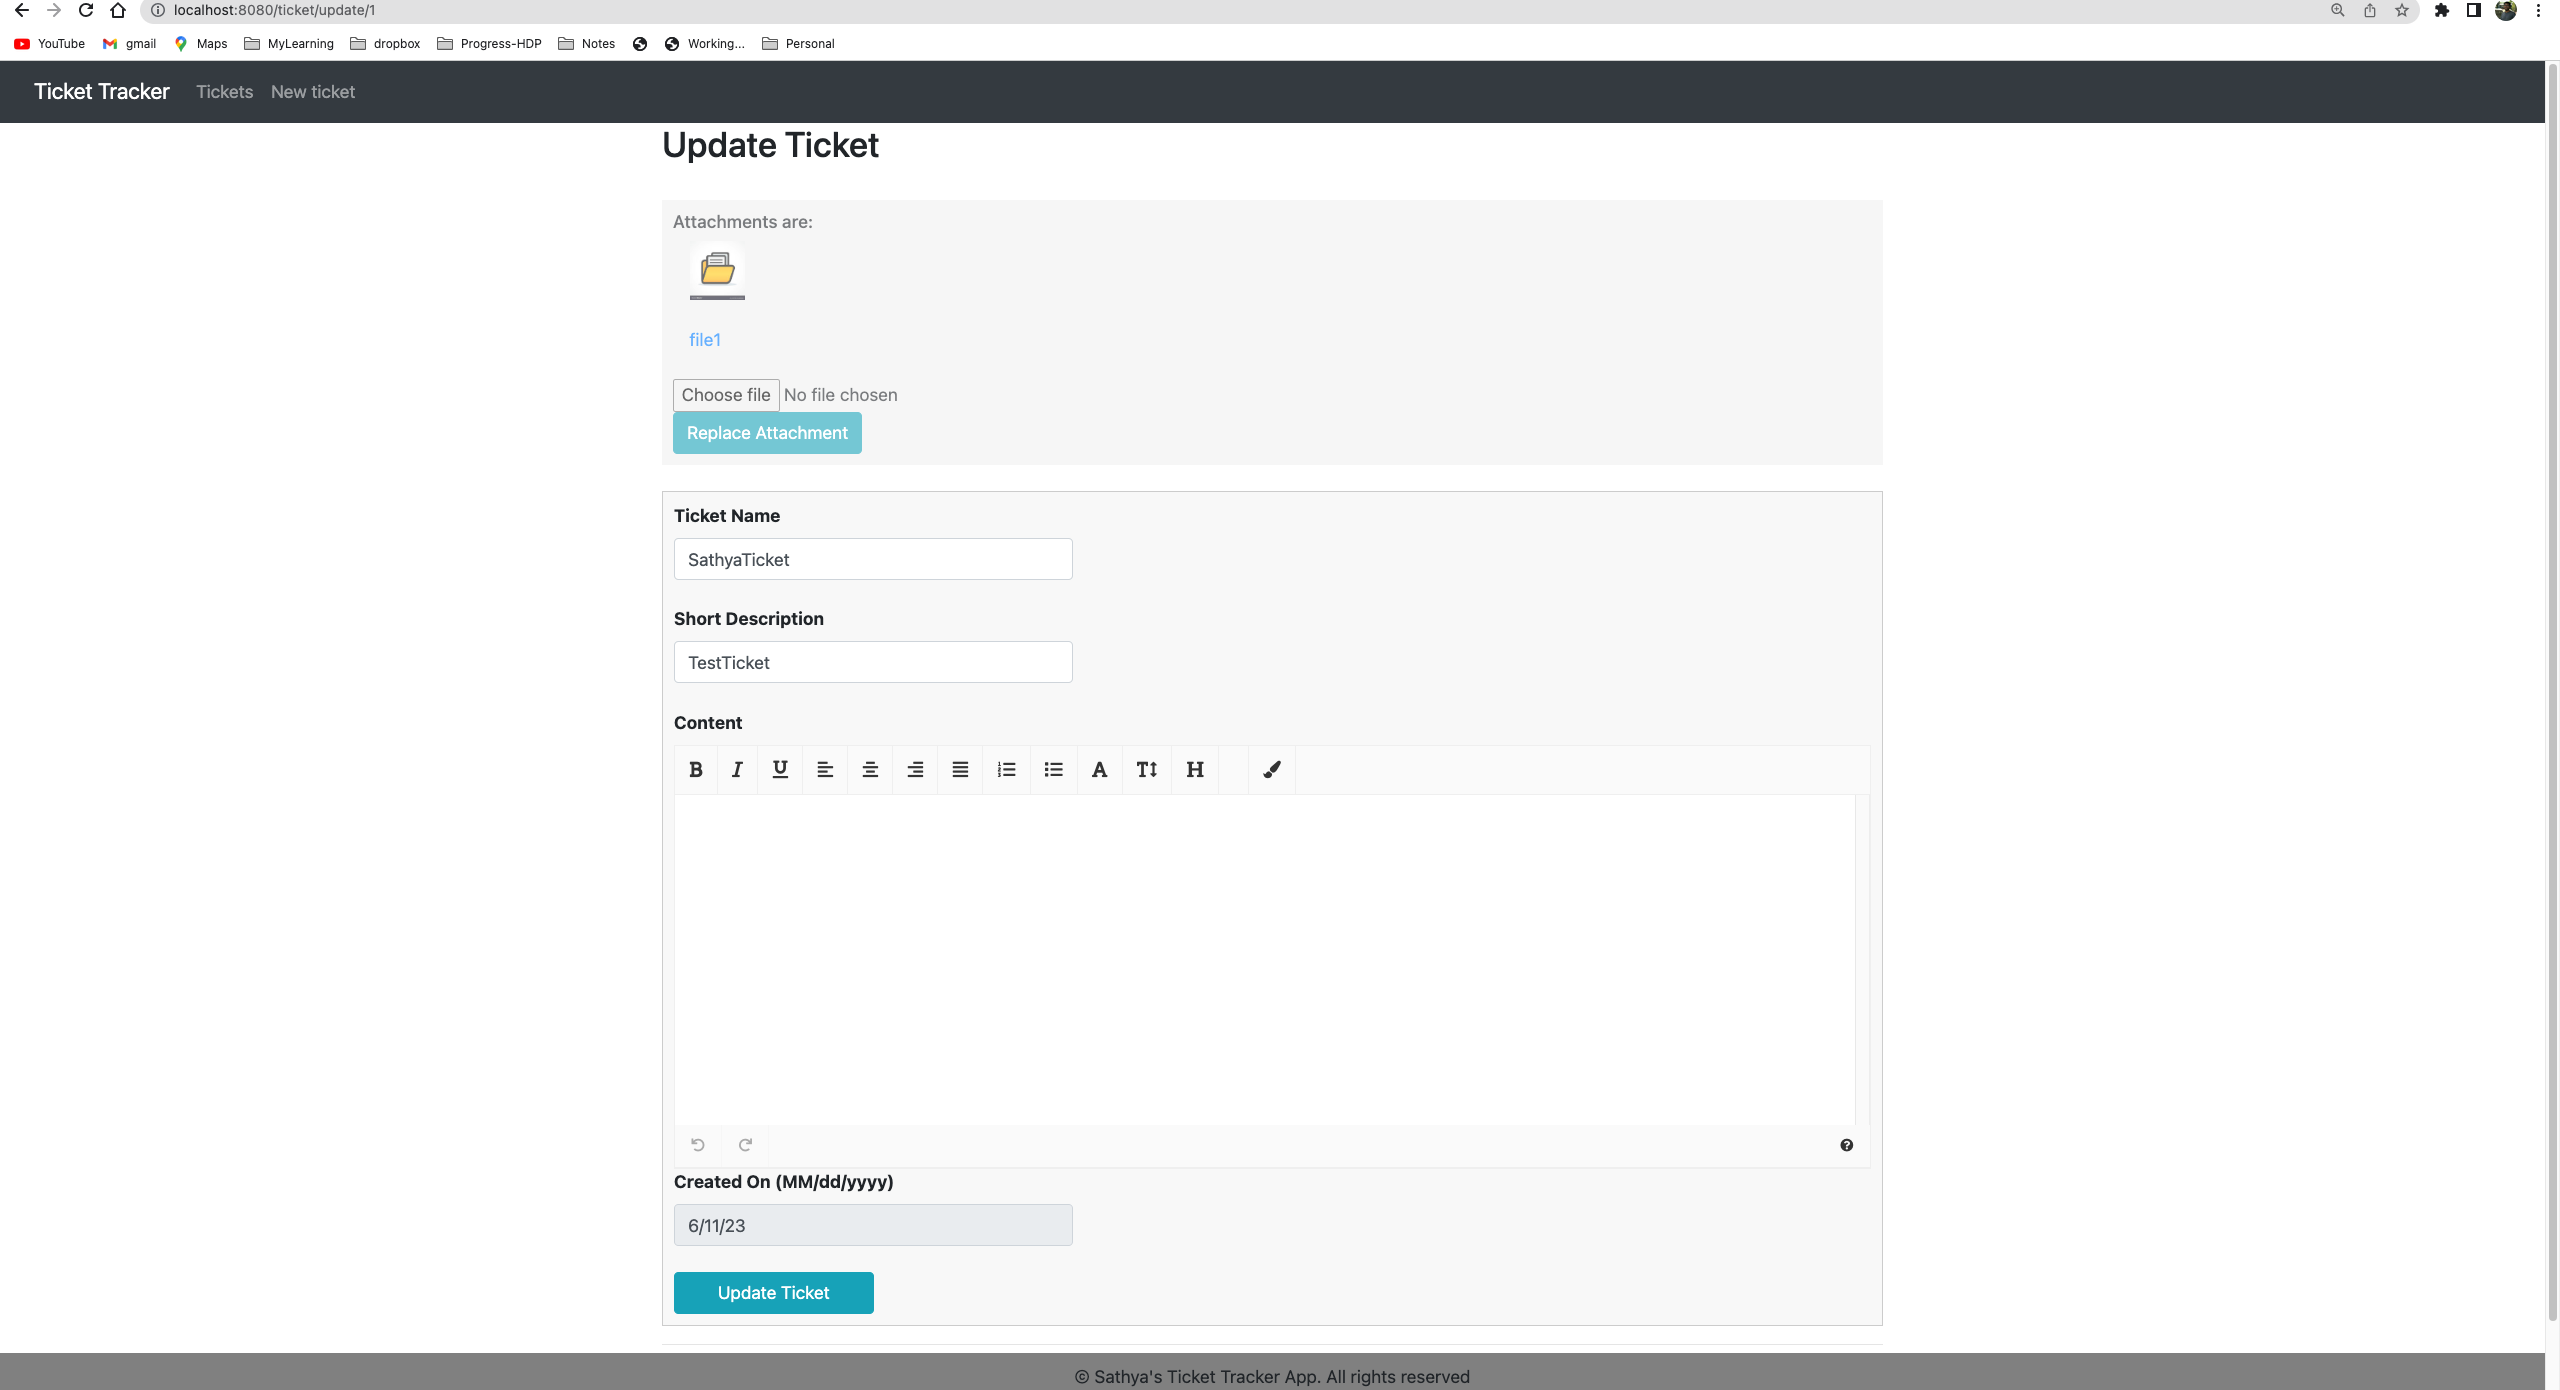 localhost:8080/ticket/update/1
YouTube gmail Maps MyLearning dropbox Progress-HDP Notes Working... Personal
Ticket Tracker Tickets New ticket
Update Ticket
Attachments are:
file1
Choose file No file chosen
Replace Attachment
Ticket Name
SathyaTicket
Short Description
TestTicket
Content
B I U A T H
Created On (MM/dd/yyyy)
6/11/23
Update Ticket
© Sathya's Ticket Tracker App. All rights reserved